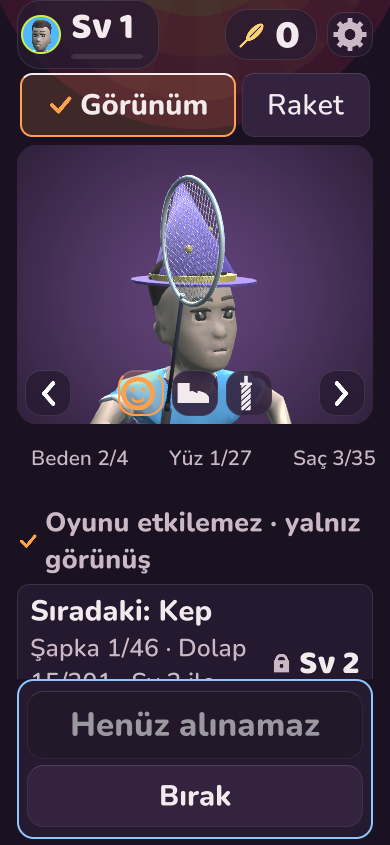 Sv 1
0
Görünüm
Raket
Beden 2/4
Yüz 1/27
Saç 3/35
Oyunu etkilemez · yalnız
görünüş
Sıradaki: Kep
Şapka 1/46 · Dolap
Sv 2
Henüz alınamaz
Bırak